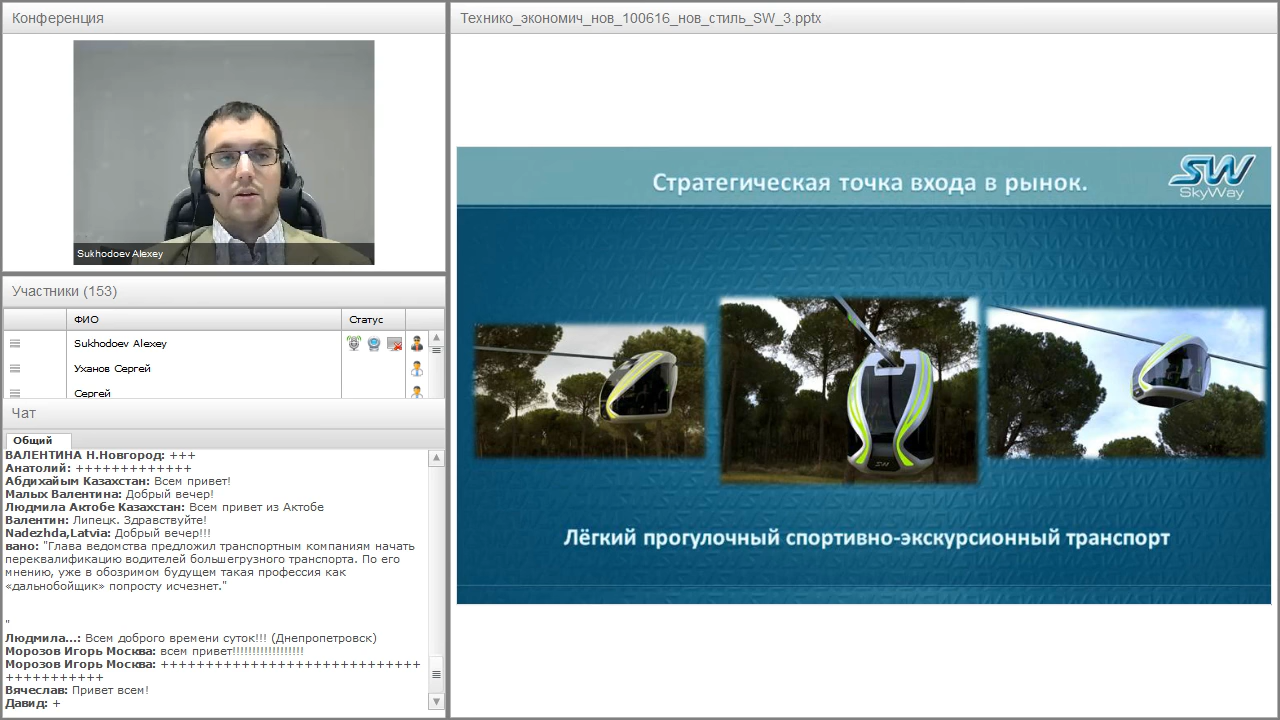 Конференция
Sukhodoev Alexey
Участники (153)
ФИО
Статус
Sukhodoev Alexey
Уханов Сергей
Сергей
Чат
Общий
ВАЛЕНТИНА Н.Новгород: +++
Анатолий: +++++++++++++
Абдихайым Казахстан: Всем привет!
Малых Валентина: Добрый вечер!
Людмила Актобе Казахстан: Всем привет из Актобе
Валентин: Липецк. Здравствуйте!
Nadezhda,Latvia: Добрый вечер!!!
вано: "Глава ведомства предложил транспортным компаниям начать
переквалификацию водителей большегрузного транспорта. По его
мнению, уже в обозримом будущем такая профессия как
«дальнобойщик» попросту исчезнет."
"
Людмила...: Всем доброго времени суток!!! (Днепропетровск)
Морозов Игорь Москва: всем привет!!!!!!!!!!!!!!!!!
Морозов Игорь Москва: +++++++++++++++++++++++++++++
+++++++++++
Вячеслав: Привет всем!
Давид: +
Технико_экономич_нов_100616_нов_стиль_SW_3.pptx
Стратегическая точка входа в рынок.
SW
SkyWay
SW
Лёгкий прогулочный спортивно-экскурсионный транспорт